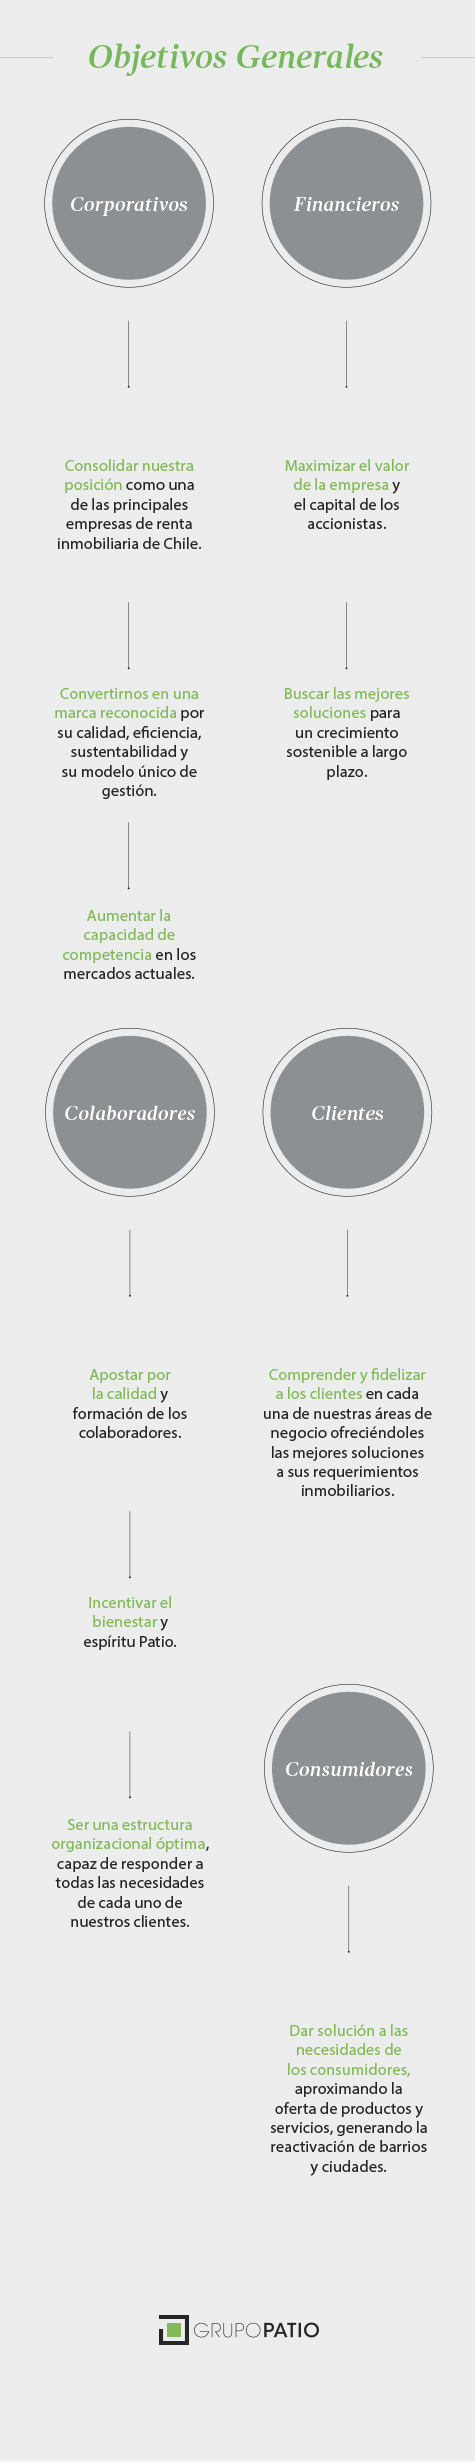 Objetivos Generales
Corporativos
Consolidar nuestra
posición como una
de las principales
empresas de renta
inmobiliaria de Chile.
Convertirnos en una
marca reconocida por
su calidad, eficiencia,
sustentabilidad y
su modelo único de
gestión.
Aumentar la
capacidad de
competencia en los
mercados actuales.
Financieros
Maximizar el valor
de la empresa y
el capital de los
accionistas.
Buscar las mejores
soluciones para
un crecimiento
sostenible a largo
plazo.
Colaboradores
Apostar por
la calidad y
formación de los
colaboradores.
Incentivar el
bienestar y
espíritu Patio.
Ser una estructura
organizacional óptima,
capaz de responder a
todas las necesidades
de cada uno de
nuestros clientes.
Clientes
Comprender y fidelizar
a los clientes en cada
una de nuestras áreas de
negocio ofreciéndoles
las mejores soluciones
a sus requerimientos
inmobiliarios.
Consumidores
Dar solución a las
necesidades de
los consumidores,
aproximando la
oferta de productos y
servicios, generando la
reactivación de barrios
y ciudades.
GRUPOPATIO